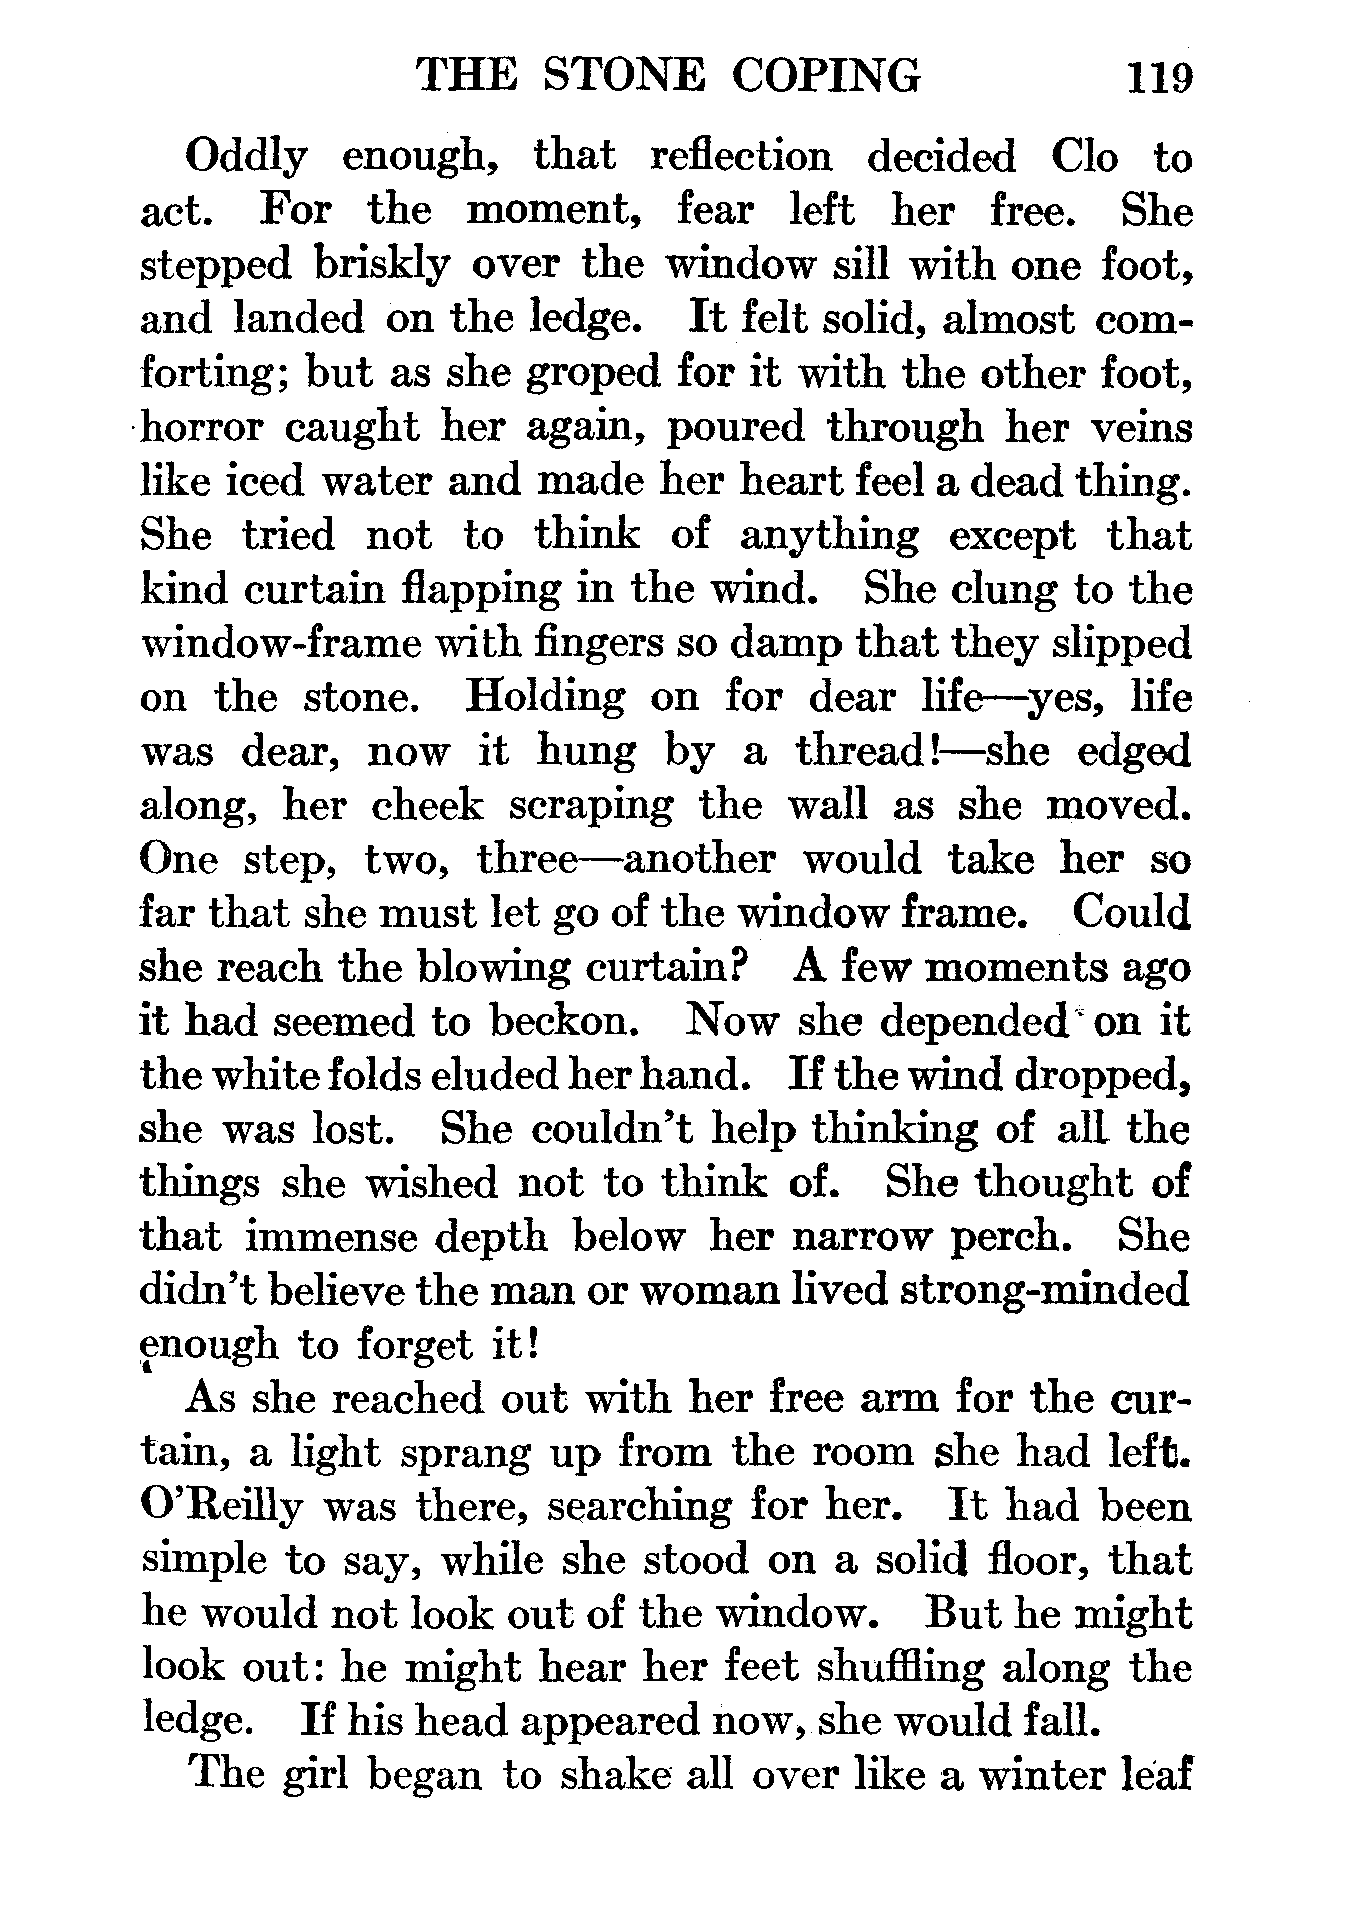 THE STONE COPING 119
Oddly enough, that reflection decided Clo to
act. For the moment, fear left her free. She
stepped briskly over the window sill with one foot,
and landed on the ledge. It felt solid, almost com-
forting; but as she groped for it with the other foot,
horror caught her again, poured through her veins
like iced water and made her heart feel a dead thing.
She tried not to think of anything except that
kind curtain flapping in the wind. She clung to the
window-frame with fingers so damp that they slipped
on the stone. Holding on for dear life—yes, life
was dear, now it hung by a thread!—she edged
along, her cheek scraping the wall as she moved.
One step, two, three—another would take her so
far that she must let go of the window frame. Could
she reach the blowing curtain? A few moments ago
it had seemed to beckon. Now she depended on it
the white folds eluded her hand. If the wind dropped,
she was lost. She couldn't help thinking of all the
things she wished not to think of. She thought of
that immense depth below her narrow perch. She
didn't believe the man or woman lived strong-minded
enough to forget it!
As she reached out with her free arm for the cur-
tain, a light sprang up from the room she had left.
O'Reilly was there, searching for her. It had been
simple to say, while she stood on a solid floor, that
he would not look out of the window. But he might
look out: he might hear her feet shuffling along the
ledge. If his head appeared now, she would fall.
The girl began to shake all over like a winter leaf